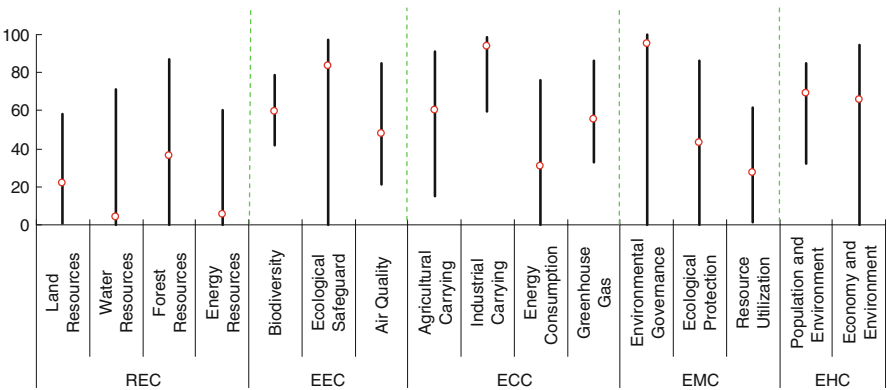 100
80
60
40
20
0
Land
Resources
Water
Resources
Forest
Resources
Energy
Resources
Biodiversity
Ecological
Safeguard
Air Quality
Agricultural
Carrying
Industrial
Carrying
Energy
Consumption
Greenhouse
Gas
Environmental
Governance
Ecological
Protection
Resource
Utilization
Population and
Environment
Economy and
Environment
REC
EEC
ECC
EMC
EHC